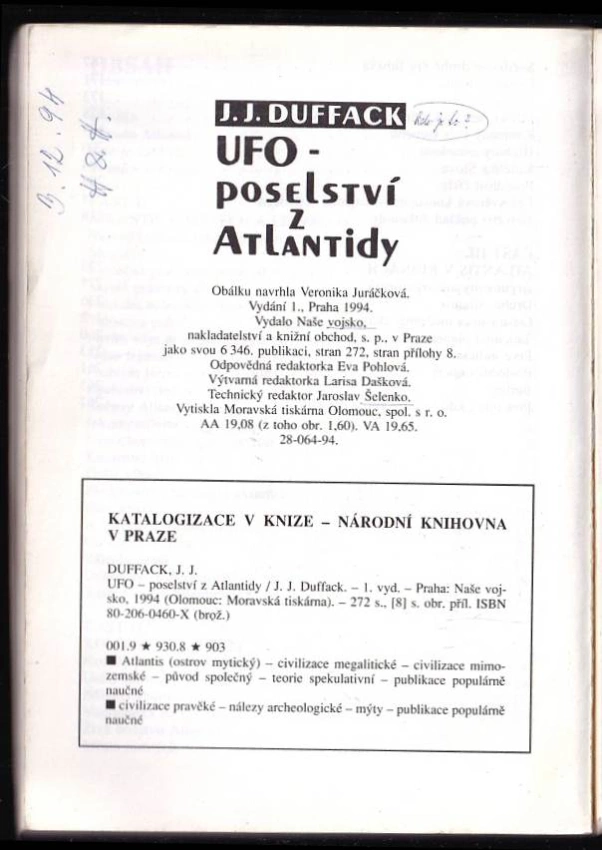 3.12.94
J. J. DUFFACK
kdo je to?
UFO -
poselství
z
Atlantidy
Obálku navrhla Veronika Juráčková.
Vydání 1., Praha 1994.
Vydalo Naše vojsko,
nakladatelství a knižní obchod, s. p., v Praze
jako svou 6 346. publikaci, stran 272, stran přílohy 8.
Odpovědná redaktorka Eva Pohlová.
Výtvarná redaktorka Larisa Dašková.
Technický redaktor Jaroslav Šelenko.
Vytiskla Moravská tiskárna Olomouc, spol. s r. o.
AA 19,08 (z toho obr. 1,60). VA 19,65.
28-064-94.
KATALOGIZACE V KNIZE – NÁRODNÍ KNIHOVNA
V PRAZE
DUFFACK, J. J.
UFO – poselství z Atlantidy / J. J. Duffack. – 1. vyd. – Praha: Naše voj-
sko, 1994 (Olomouc: Moravská tiskárna). – 272 s., [8] s. obr. příl. ISBN
80-206-0460-X (brož.)
001.9 ★ 930.8 ★ 903
■ Atlantis (ostrov mytický) – civilizace megalitické – civilizace mimo-
zemské – původ společný – teorie spekulativní – publikace populárně
naučné
■ civilizace pravěké – nálezy archeologické – mýty – publikace populárně
naučné